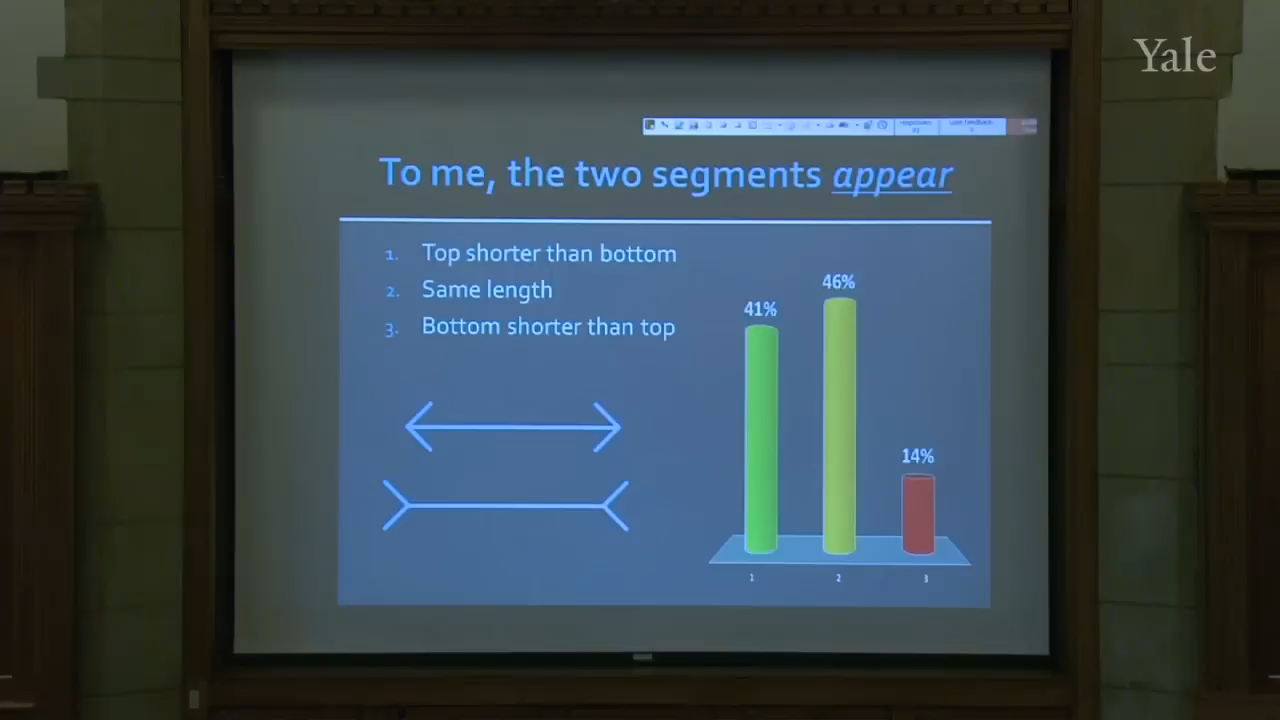 Yale
To me, the two segments appear
1. Top shorter than bottom
2. Same length
3. Bottom shorter than top
41%
46%
14%
1
2
3